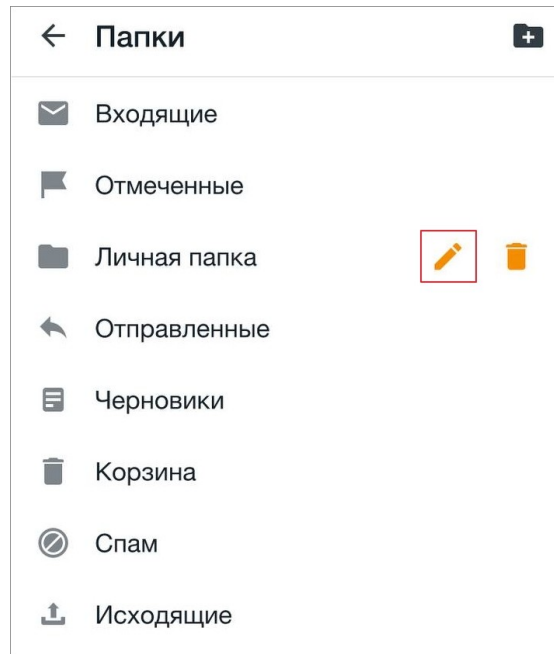 Папки
Входящие
Отмеченные
Личная папка
Отправленные
Черновики
Корзина
Спам
Исходящие